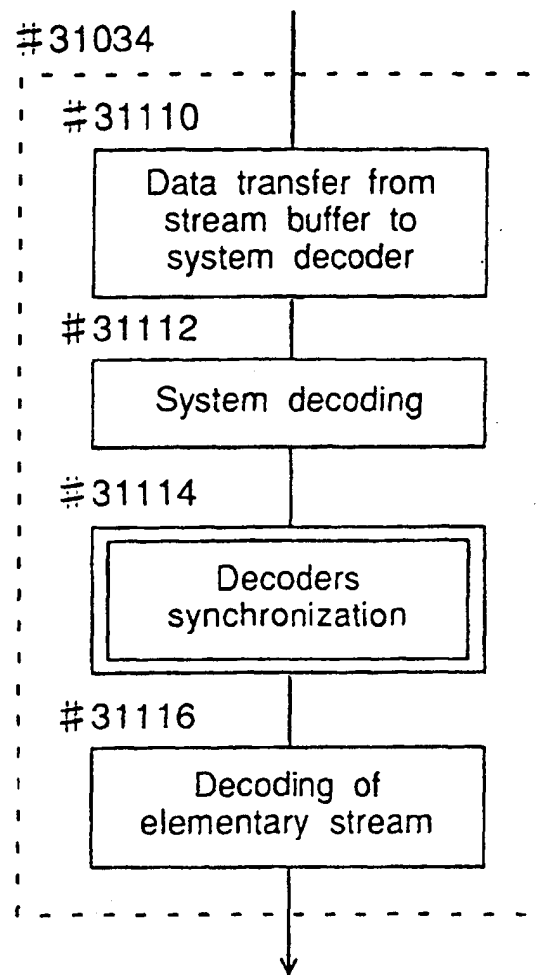 #31034
#31110
Data transfer from
stream buffer to
system decoder
#31112
System decoding
#31114
Decoders
synchronization
#31116
Decoding of
elementary stream